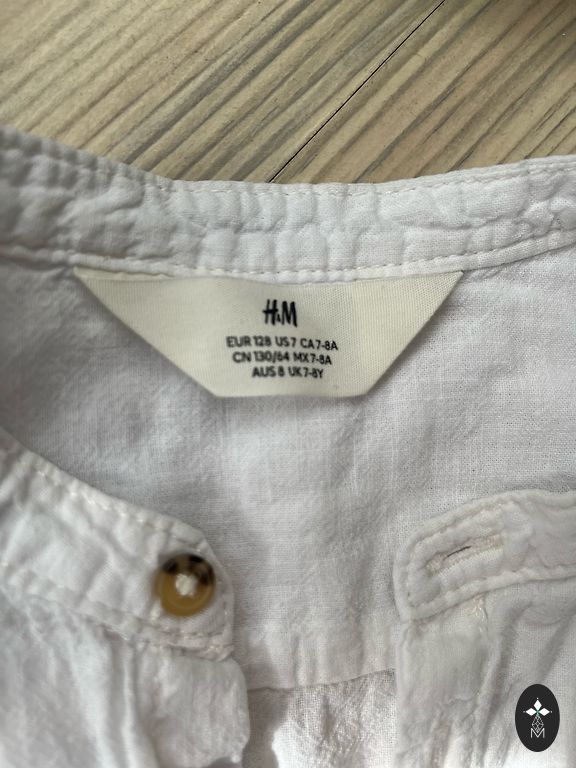 H&M
EUR 128 US 7 CA 7-8A
CN 130/64 MX 7-8A
AUS 8 UK 7-8Y
M